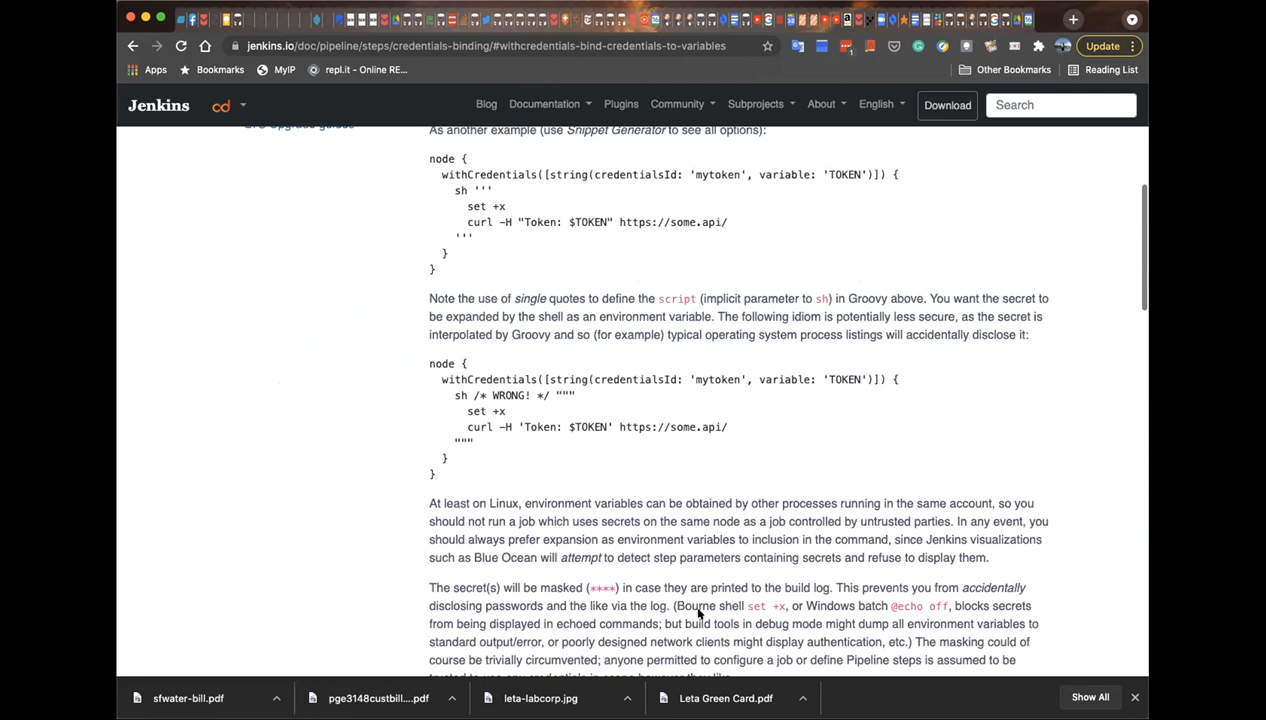 jenkins.io/doc/pipeline/steps/credentials-binding/#withcredentials-bind-credentials-to-variables
Update
Apps
Bookmarks
MyIP
repl.it - Online RE...
Other Bookmarks
Reading List
Jenkins
cd
Blog
Documentation
Plugins
Community
Subprojects
About
English
Download
Search
As another example (use Snippet Generator to see all options):
node {
withCredentials([string(credentialsId: 'mytoken', variable: 'TOKEN')]) {
sh '''
set +x
curl -H "Token: $TOKEN" https://some.api/
'''
}
}
Note the use of single quotes to define the script (implicit parameter to sh) in Groovy above. You want the secret to
be expanded by the shell as an environment variable. The following idiom is potentially less secure, as the secret is
interpolated by Groovy and so (for example) typical operating system process listings will accidentally disclose it:
node {
withCredentials([string(credentialsId: 'mytoken', variable: 'TOKEN')]) {
sh /* WRONG! */ """
set +x
curl -H 'Token: $TOKEN' https://some.api/
"""
}
}
At least on Linux, environment variables can be obtained by other processes running in the same account, so you
should not run a job which uses secrets on the same node as a job controlled by untrusted parties. In any event, you
should always prefer expansion as environment variables to inclusion in the command, since Jenkins visualizations
such as Blue Ocean will attempt to detect step parameters containing secrets and refuse to display them.
The secret(s) will be masked (****) in case they are printed to the build log. This prevents you from accidentally
disclosing passwords and the like via the log. (Bourne shell set +x, or Windows batch @echo off, blocks secrets
from being displayed in echoed commands; but build tools in debug mode might dump all environment variables to
standard output/error, or poorly designed network clients might display authentication, etc.) The masking could of
course be trivially circumvented; anyone permitted to configure a job or define Pipeline steps is assumed to be
sfwater-bill.pdf
pge3148custbill....pdf
leta-labcorp.jpg
Leta Green Card.pdf
Show All